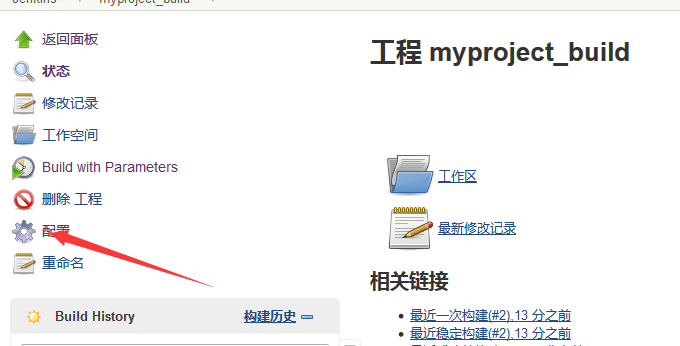 Jenkins myproject_build
返回面板
状态
修改记录
工作空间
Build with Parameters
删除 工程
配置
重命名
Build History 构建历史
工程 myproject_build
工作区
最新修改记录
相关链接
最近一次构建(#2),13 分之前
最近稳定构建(#2),13 分之前